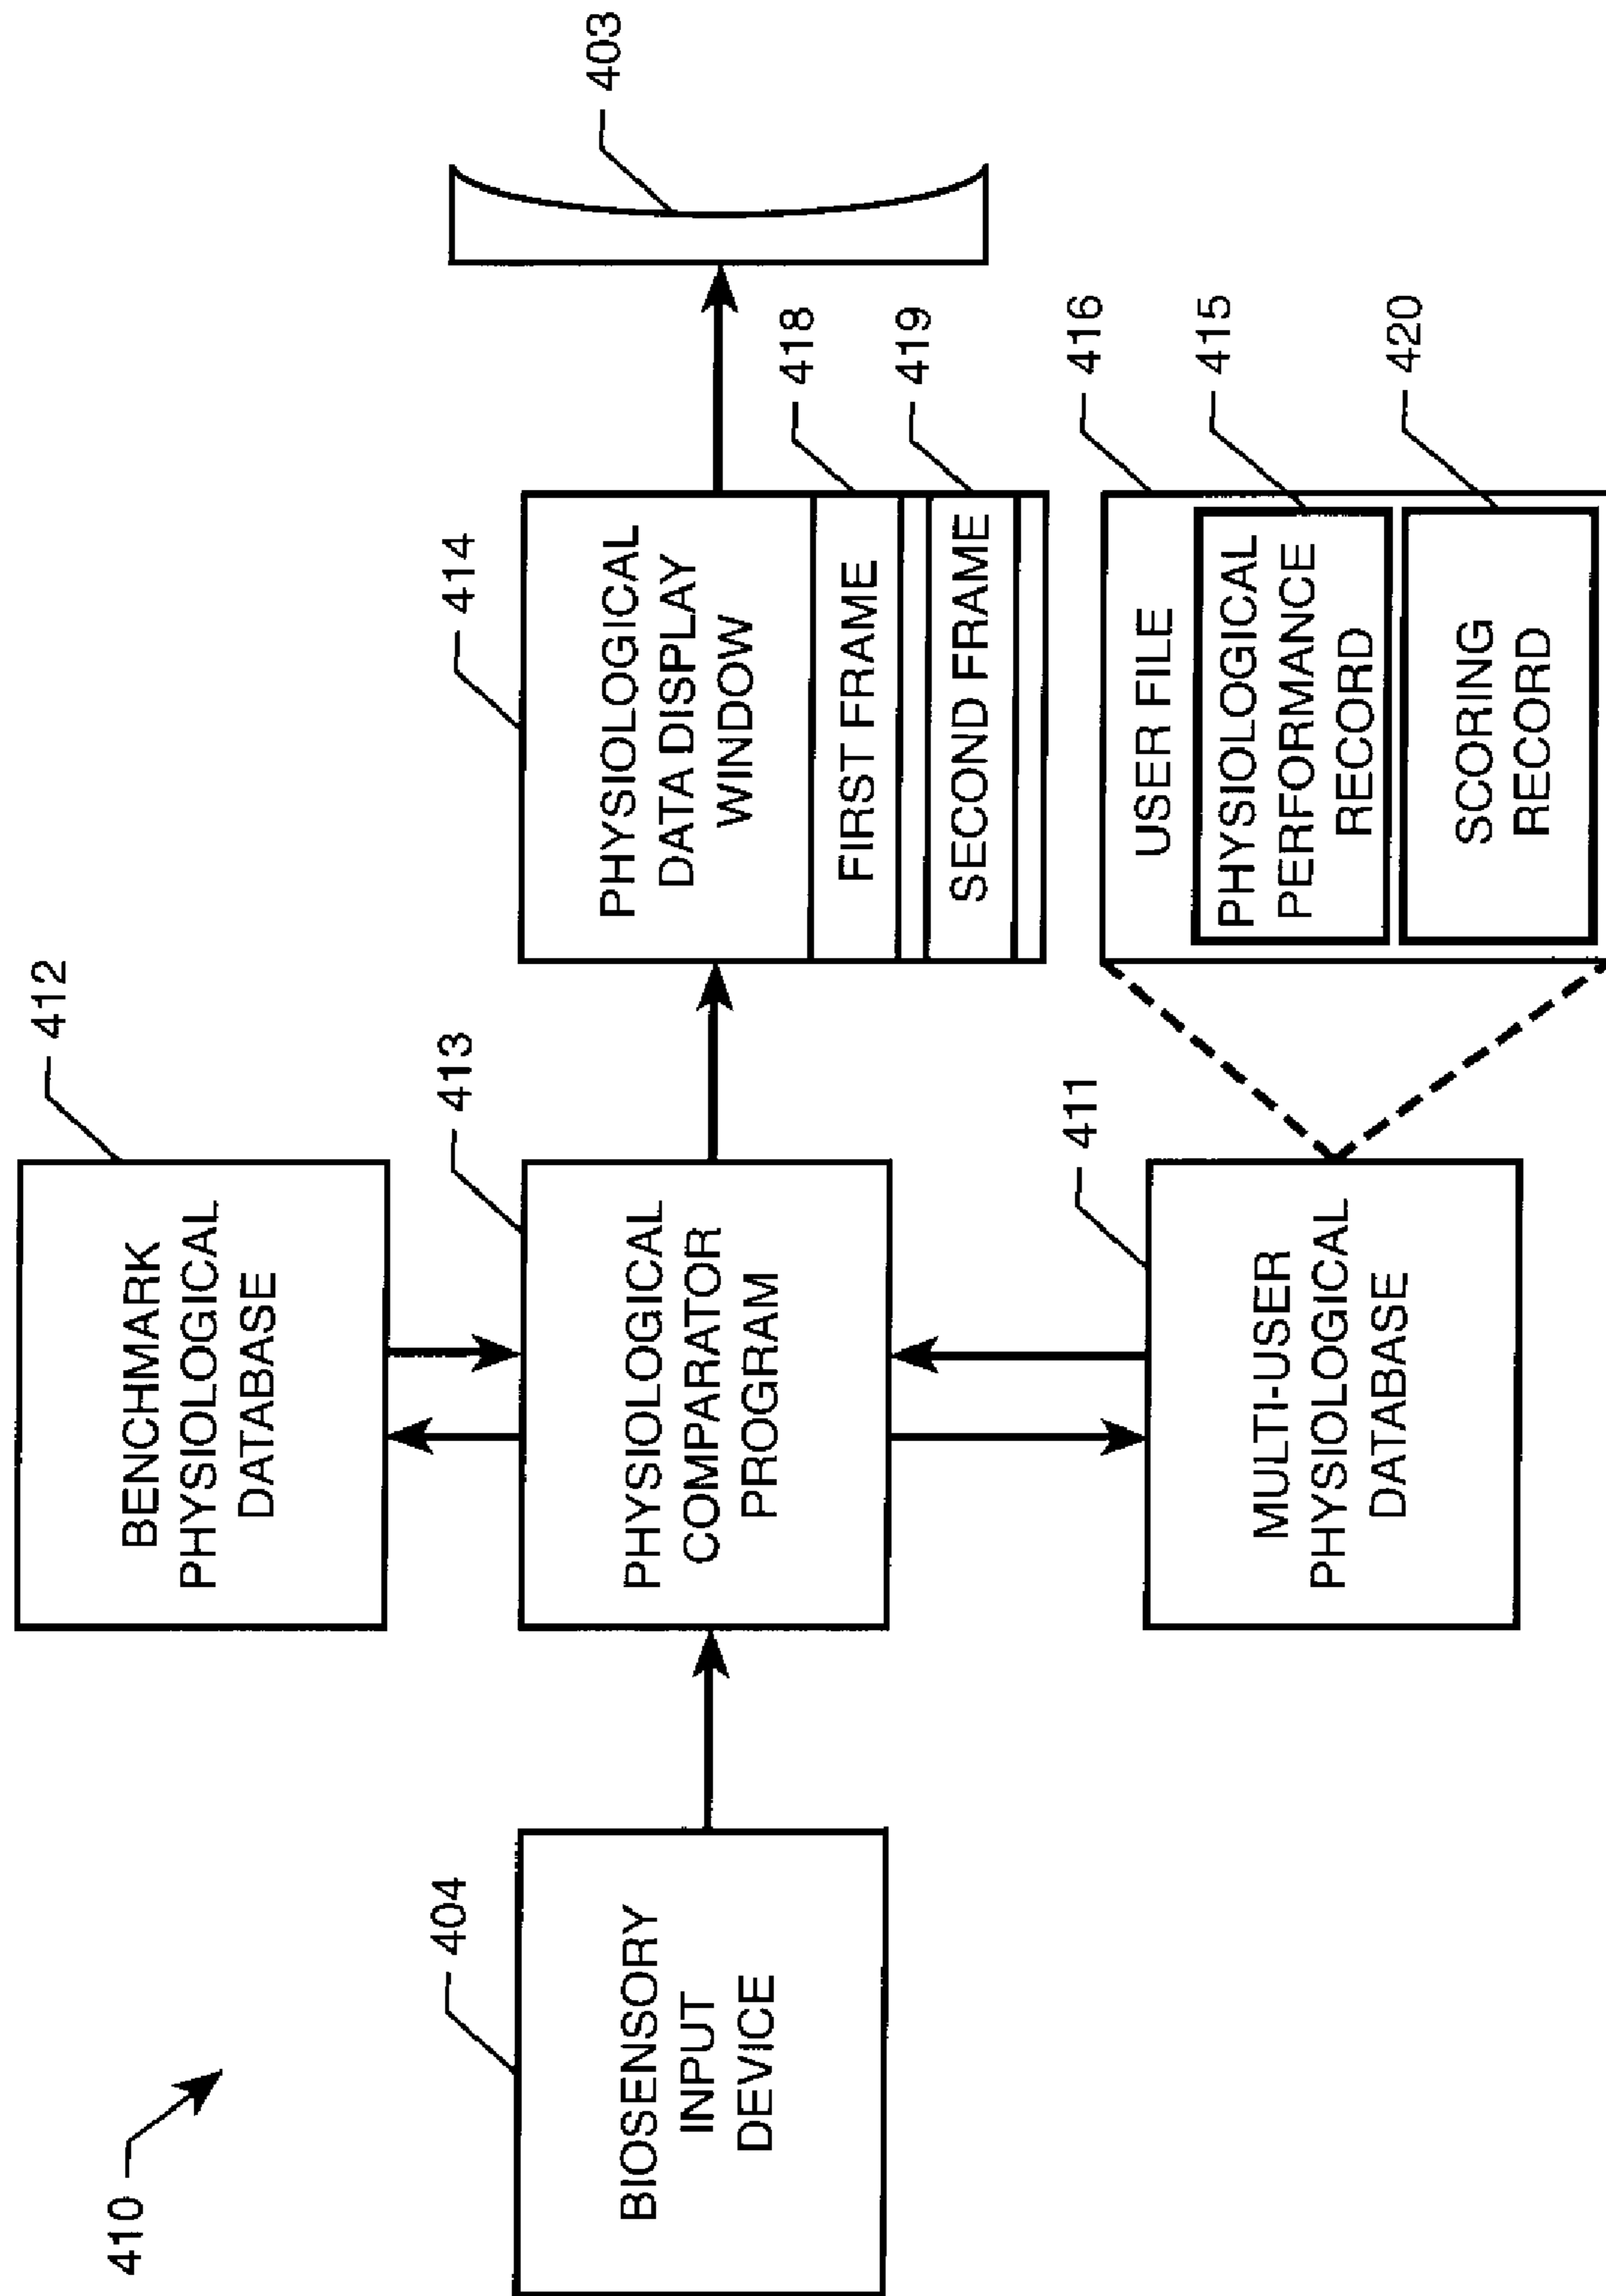 410
404
BIOSENSORY
INPUT
DEVICE
412
BENCHMARK
PHYSIOLOGICAL
DATABASE
413
PHYSIOLOGICAL
COMPARATOR
PROGRAM
411
MULTI-USER
PHYSIOLOGICAL
DATABASE
414
PHYSIOLOGICAL
DATA DISPLAY
WINDOW
FIRST FRAME
SECOND FRAME
403
418
419
USER FILE
PHYSIOLOGICAL
PERFORMANCE
RECORD
SCORING
RECORD
416
415
420